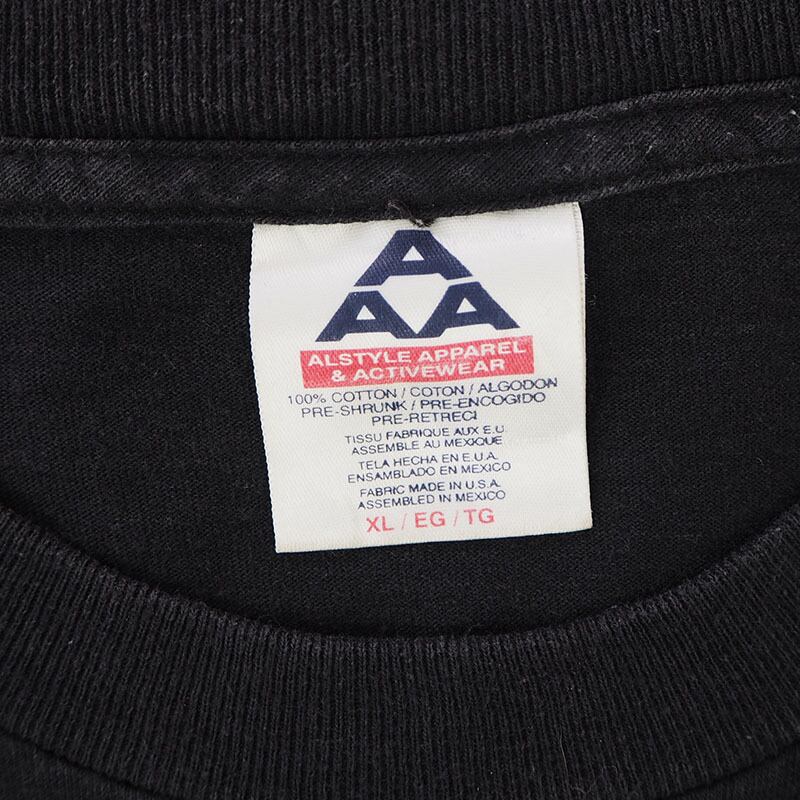 A
A A
ALSTYLE APPAREL
& ACTIVEWEAR
100% COTTON / COTON / ALGODON
PRE-SHRUNK / PRE-ENCOGIDO
PRE-RETRECI
TISSU FABRIQUE AUX E.U.
ASSEMBLE AU MEXIQUE
TELA HECHA EN E.U.A.
ENSAMBLADO EN MEXICO
FABRIC MADE IN U.S.A.
ASSEMBLED IN MEXICO
XL / EG / TG